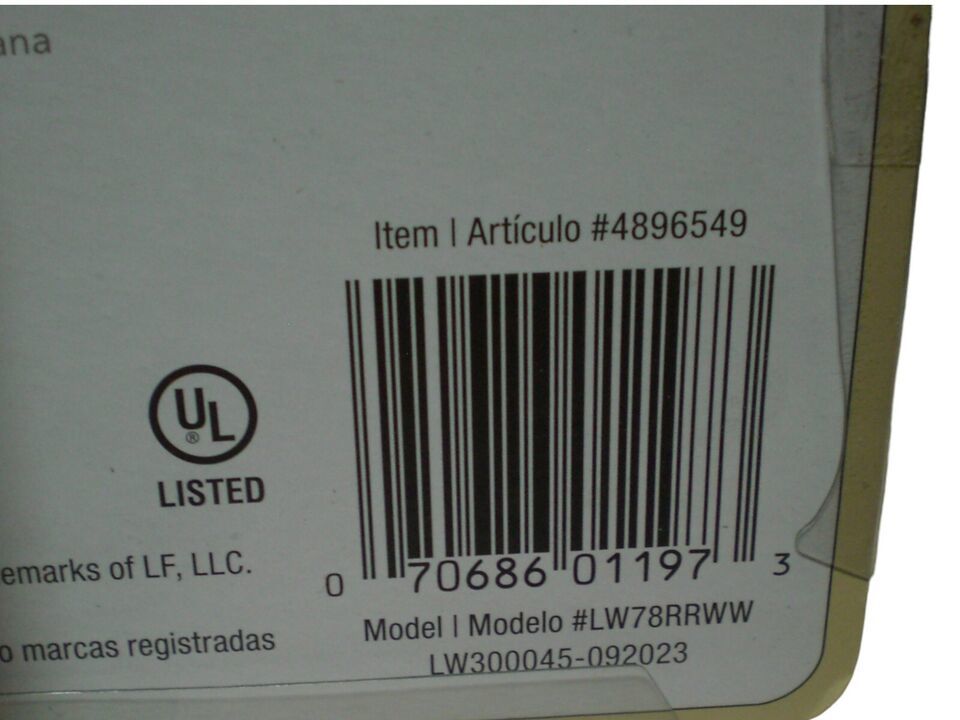 ana
Item | Artículo #4896549
UL
®
LISTED
0 70686 01197 3
emarks of LF, LLC.
Model | Modelo #LW78RRWW
o marcas registradas
LW300045-092023